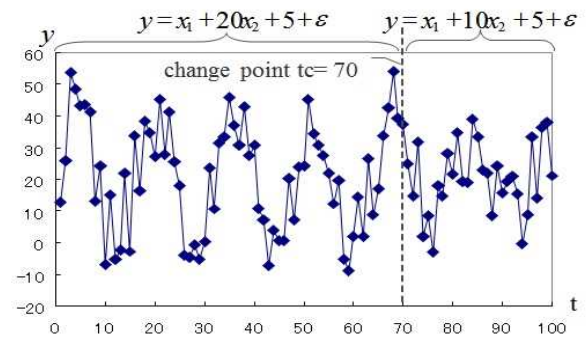 y = x₁ +20x₂ +5+ε
y = x₁ +10x₂ +5+ε
y
change point tc= 70
60
50
40
30
20
10
0
-10
-20
t
0 10 20 30 40 50 60 70 80 90 100